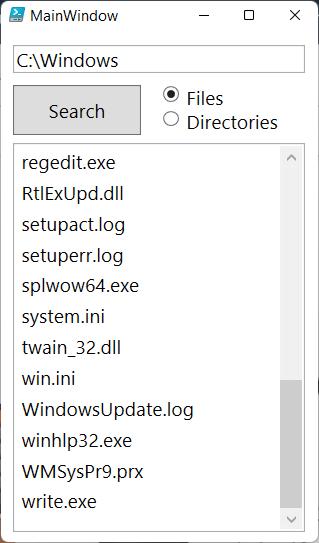 MainWindow
C:\Windows
Search
Files
Directories
regedit.exe
RtlExUpd.dll
setupact.log
setuperr.log
splwow64.exe
system.ini
twain_32.dll
win.ini
WindowsUpdate.log
winhlp32.exe
WMSysPr9.prx
write.exe